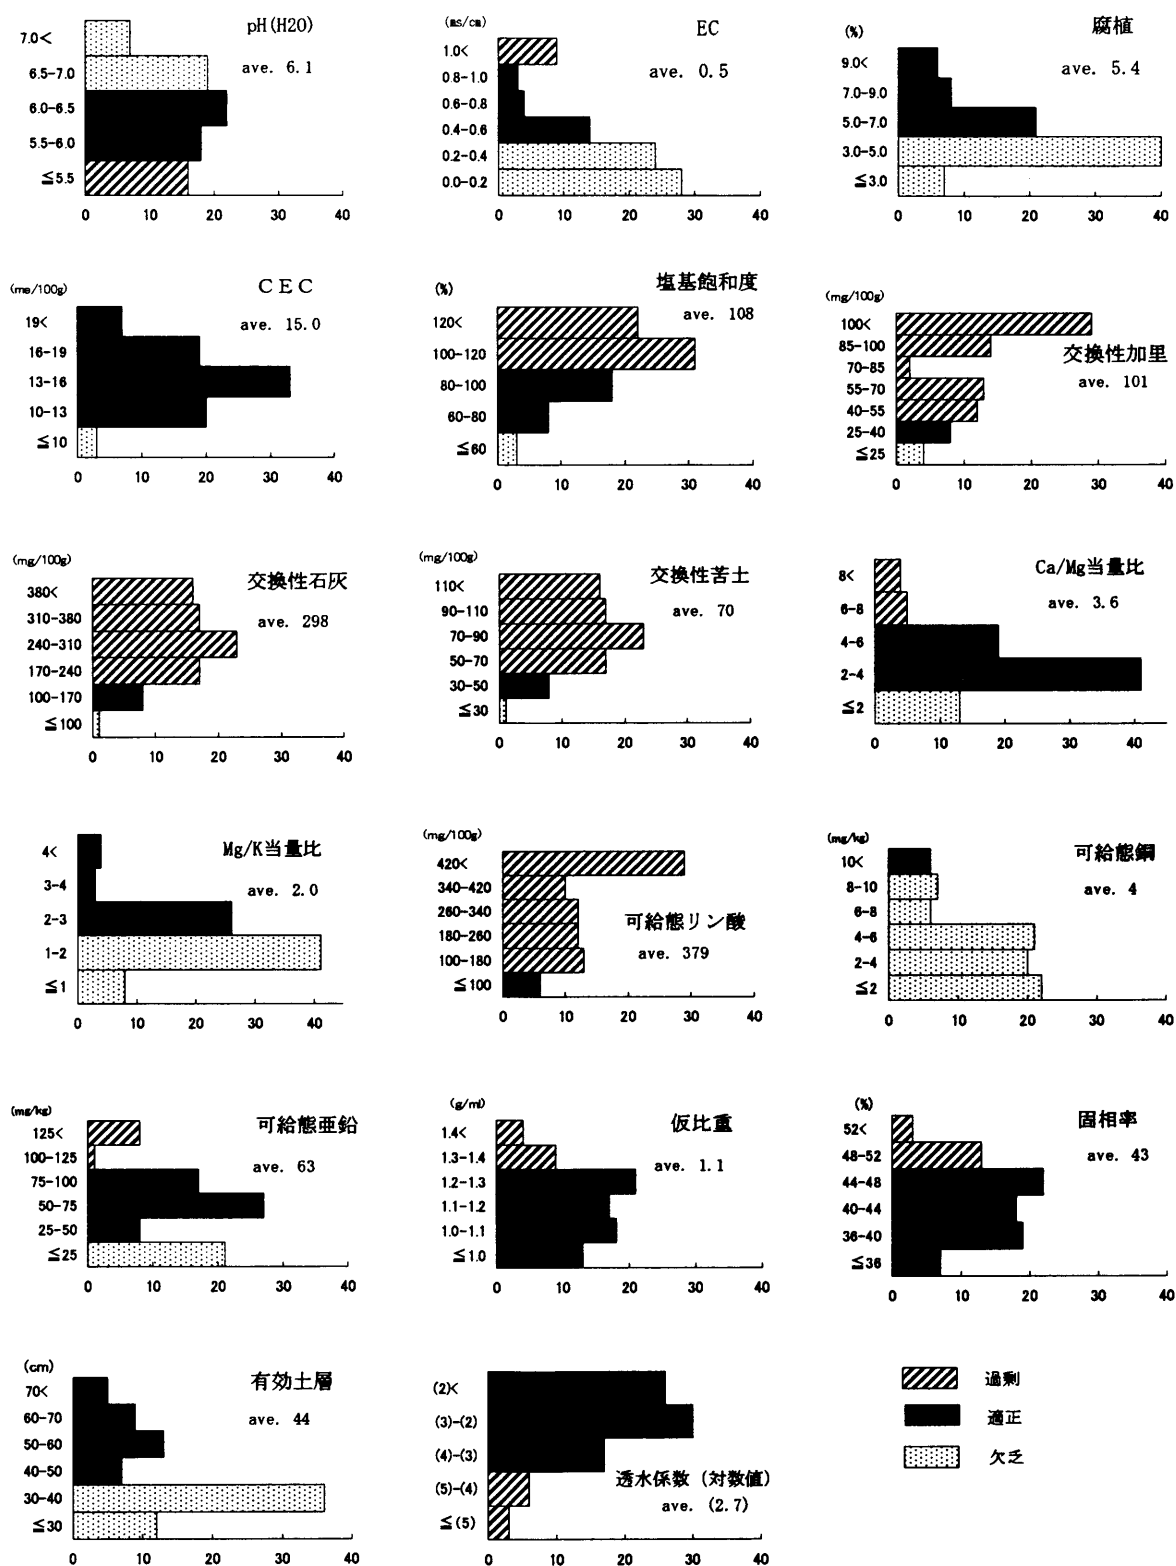 pH(H2O)
ave. 6.1
7.0<
6.5-7.0
6.0-6.5
5.5-6.0
≦5.5
0 10 20 30 40
(ms/cm)
EC
ave. 0.5
1.0<
0.8-1.0
0.6-0.8
0.4-0.6
0.2-0.4
0.0-0.2
0 10 20 30 40
(%)
腐植
ave. 5.4
9.0<
7.0-9.0
5.0-7.0
3.0-5.0
≦3.0
0 10 20 30 40
(me/100g)
CEC
ave. 15.0
19<
16-19
13-16
10-13
≦10
0 10 20 30 40
(%)
塩基飽和度
ave. 108
120<
100-120
80-100
60-80
≦60
0 10 20 30 40
(mg/100g)
100<
85-100
70-85
55-70
40-55
25-40
≦25
交換性加里
ave. 101
0 10 20 30 40
(mg/100g)
交換性石灰
ave. 298
380<
310-380
240-310
170-240
100-170
≦100
0 10 20 30 40
(mg/100g)
交換性苦土
ave. 70
110<
90-110
70-90
50-70
30-50
≦30
0 10 20 30 40
Ca/Mg当量比
ave. 3.6
8<
6-8
4-6
2-4
≦2
0 10 20 30 40
Mg/K当量比
ave. 2.0
4<
3-4
2-3
1-2
≦1
0 10 20 30 40
(mg/100g)
420<
340-420
260-340
180-260
100-180
≦100
可給態リン酸
ave. 379
0 10 20 30 40
(mg/kg)
可給態銅
ave. 4
10<
8-10
6-8
4-6
2-4
≦2
0 10 20 30 40
(mg/kg)
可給態亜鉛
ave. 63
125<
100-125
75-100
50-75
25-50
≦25
0 10 20 30 40
(g/ml)
仮比重
ave. 1.1
1.4<
1.3-1.4
1.2-1.3
1.1-1.2
1.0-1.1
≦1.0
0 10 20 30 40
(%)
固相率
ave. 43
52<
48-52
44-48
40-44
36-40
≦36
0 10 20 30 40
(cm)
有効土層
ave. 44
70<
60-70
50-60
40-50
30-40
≦30
0 10 20 30 40
(2)<
(3)-(2)
(4)-(3)
(5)-(4)
≦(5)
透水係数(対数値)
ave. (2.7)
0 10 20 30 40
過剰
適正
欠乏